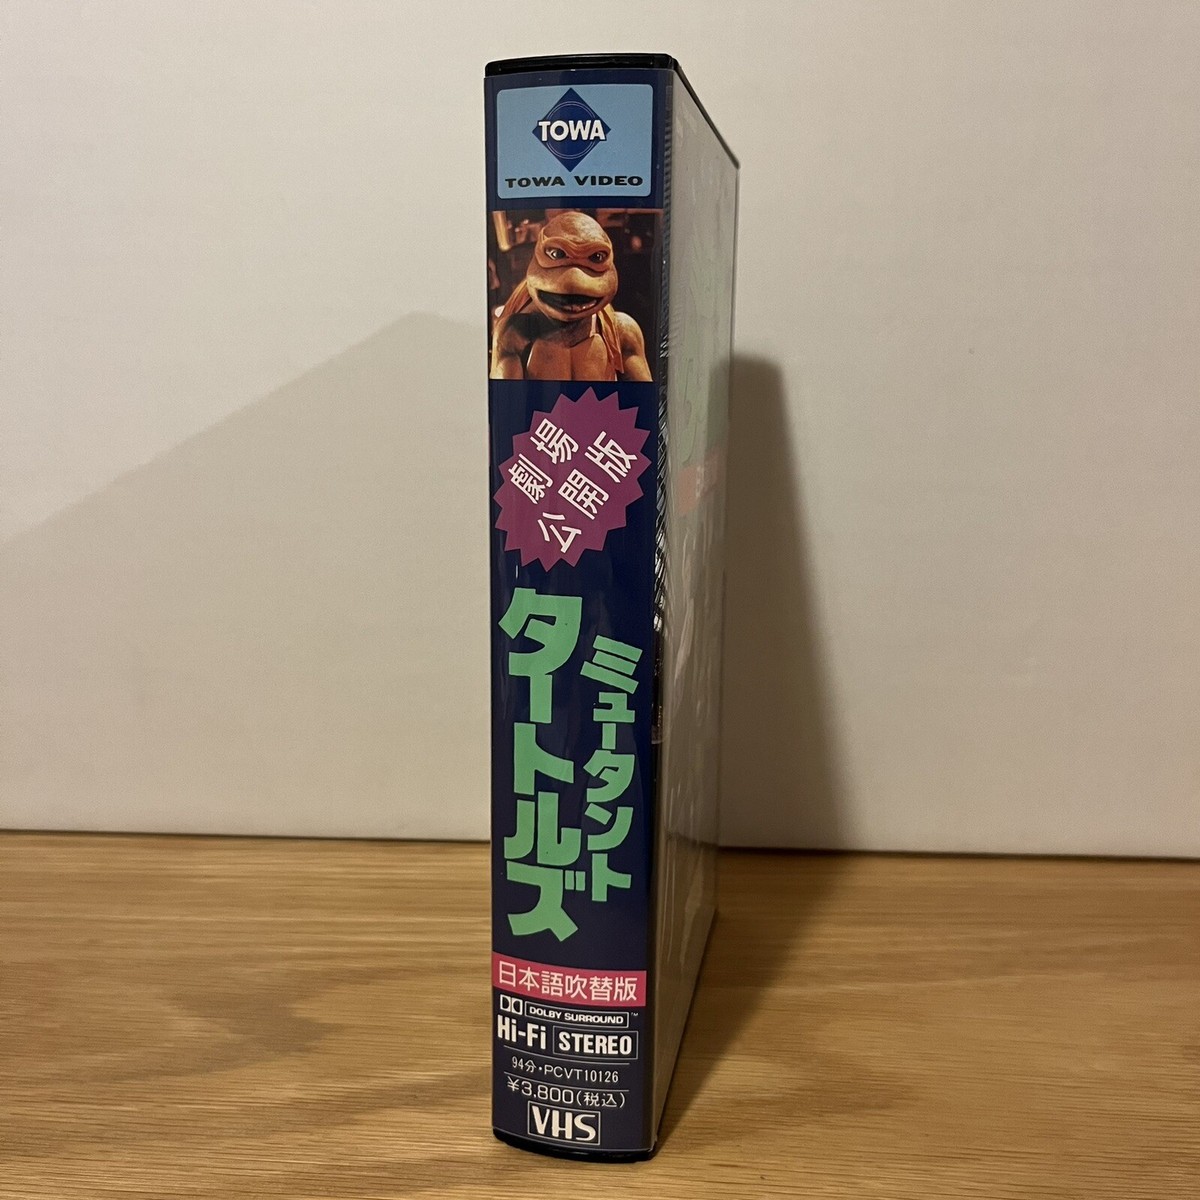 TOWA
TOWA VIDEO
劇場
公開版
ミュータント
タートルズ
日本語吹替版
DOLBY SURROUND™
Hi-Fi STEREO
94分・PCVT10126
¥3,800(税込)
VHS